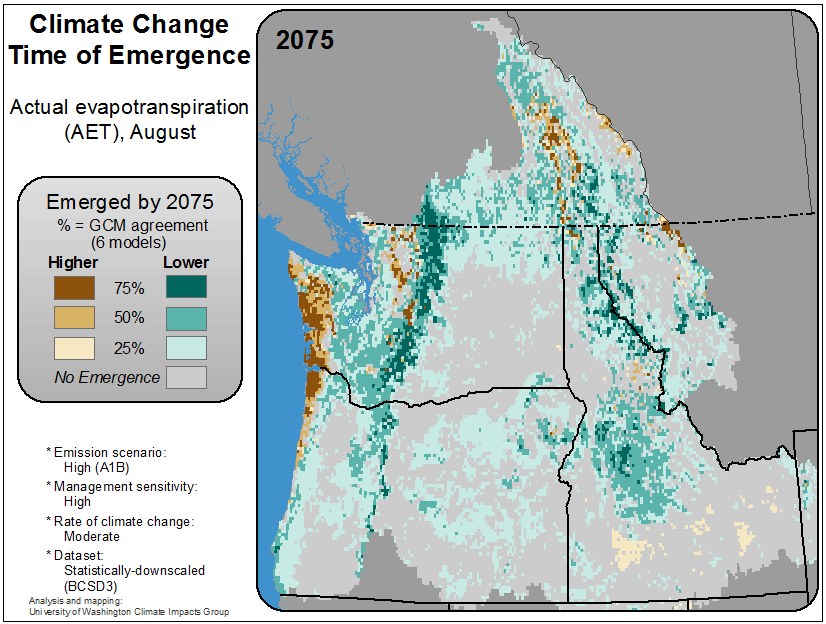 Climate Change
Time of Emergence
Actual evapotranspiration
(AET), August
2075
Emerged by 2075
% = GCM agreement
(6 models)
Higher Lower
75%
50%
25%
No Emergence
* Emission scenario:
High (A1B)
* Management sensitivity:
High
* Rate of climate change:
Moderate
* Dataset:
Statistically-downscaled
(BCSD3)
Analysis and mapping:
University of Washington Climate Impacts Group